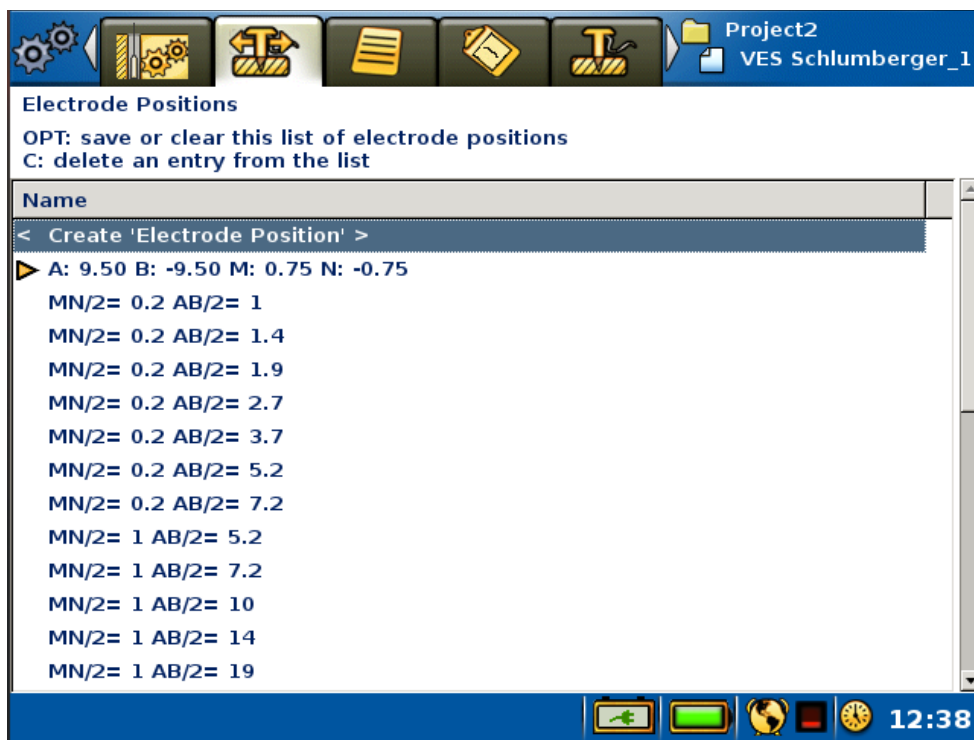 Project2
VES Schlumberger_1
Electrode Positions
OPT: save or clear this list of electrode positions
C: delete an entry from the list
Name
< Create 'Electrode Position' >
A: 9.50 B: -9.50 M: 0.75 N: -0.75
MN/2= 0.2 AB/2= 1
MN/2= 0.2 AB/2= 1.4
MN/2= 0.2 AB/2= 1.9
MN/2= 0.2 AB/2= 2.7
MN/2= 0.2 AB/2= 3.7
MN/2= 0.2 AB/2= 5.2
MN/2= 0.2 AB/2= 7.2
MN/2= 1 AB/2= 5.2
MN/2= 1 AB/2= 7.2
MN/2= 1 AB/2= 10
MN/2= 1 AB/2= 14
MN/2= 1 AB/2= 19
12:38